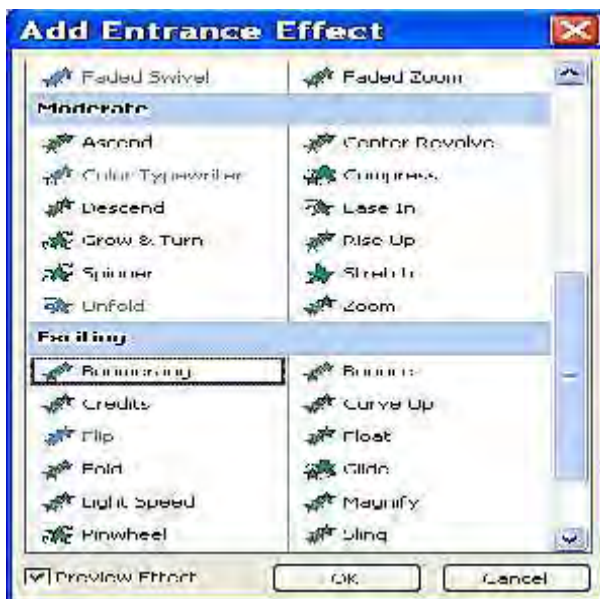 Add Entrance Effect
Faded Swivel Faded Zoom
Moderate
Ascend Center Revolve
Color Typewriter Compress
Descend Ease In
Grow & Turn Rise Up
Spinner Stretch
Unfold Zoom
Exciting
Boomerang Bounce
Credits Curve Up
Flip Float
Fold Glide
Light Speed Magnify
Pinwheel Sling
Preview Effect OK Cancel